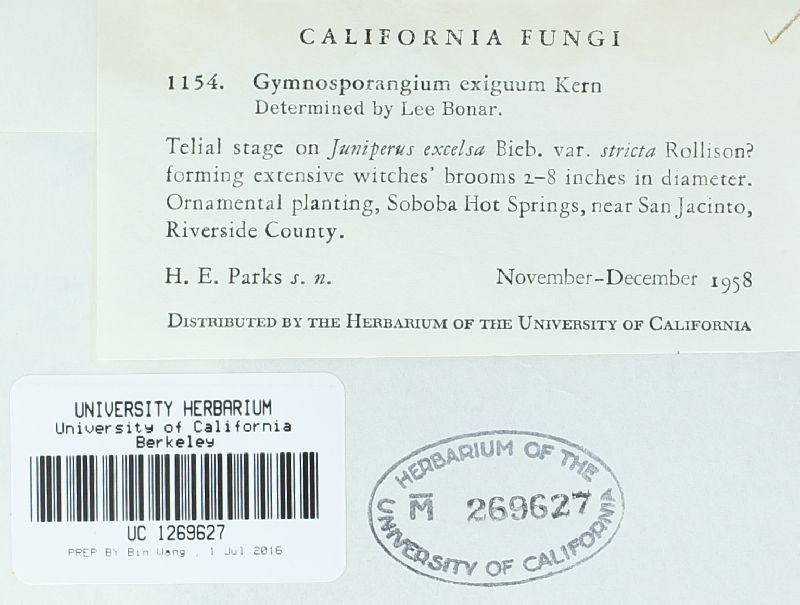 CALIFORNIA FUNGI
1154. Gymnosporangium exiguum Kern
Determined by Lee Bonar.
Telial stage on Juniperus excelsa Bieb. var. stricta Rollison?
forming extensive witches' brooms 2–8 inches in diameter.
Ornamental planting, Soboba Hot Springs, near San Jacinto,
Riverside County.
H. E. Parks s. n. November–December 1958
DISTRIBUTED BY THE HERBARIUM OF THE UNIVERSITY OF CALIFORNIA
UNIVERSITY HERBARIUM
University of California
Berkeley
UC 1269627
PREP BY Bin Wang , 1 Jul 2016
HERBARIUM OF THE
M 269627
UNIVERSITY OF CALIFORNIA